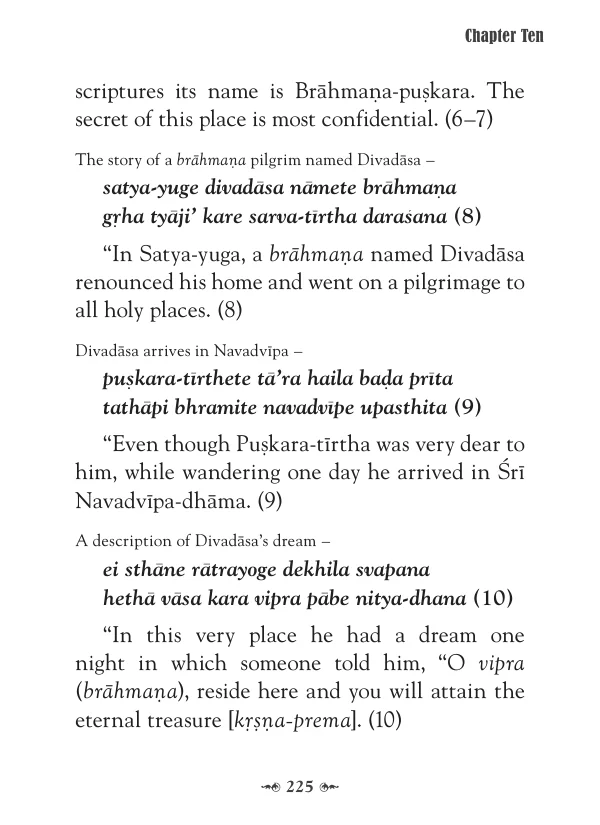 Chapter Ten
scriptures its name is Brāhmaṇa-puṣkara. The
secret of this place is most confidential. (6–7)
The story of a brāhmaṇa pilgrim named Divadāsa –
satya-yuge divadāsa nāmete brāhmaṇa
gṛha tyāji’ kare sarva-tīrtha daraśana (8)
“In Satya-yuga, a brāhmaṇa named Divadāsa
renounced his home and went on a pilgrimage to
all holy places. (8)
Divadāsa arrives in Navadvīpa –
puṣkara-tīrthete tā’ra haila baḍa prīta
tathāpi bhramite navadvīpe upasthita (9)
“Even though Puṣkara-tīrtha was very dear to
him, while wandering one day he arrived in Śrī
Navadvīpa-dhāma. (9)
A description of Divadāsa’s dream –
ei sthāne rātrayoge dekhila svapana
hethā vāsa kara vipra pābe nitya-dhana (10)
“In this very place he had a dream one
night in which someone told him, “O vipra
(brāhmaṇa), reside here and you will attain the
eternal treasure [kṛṣṇa-prema]. (10)
225